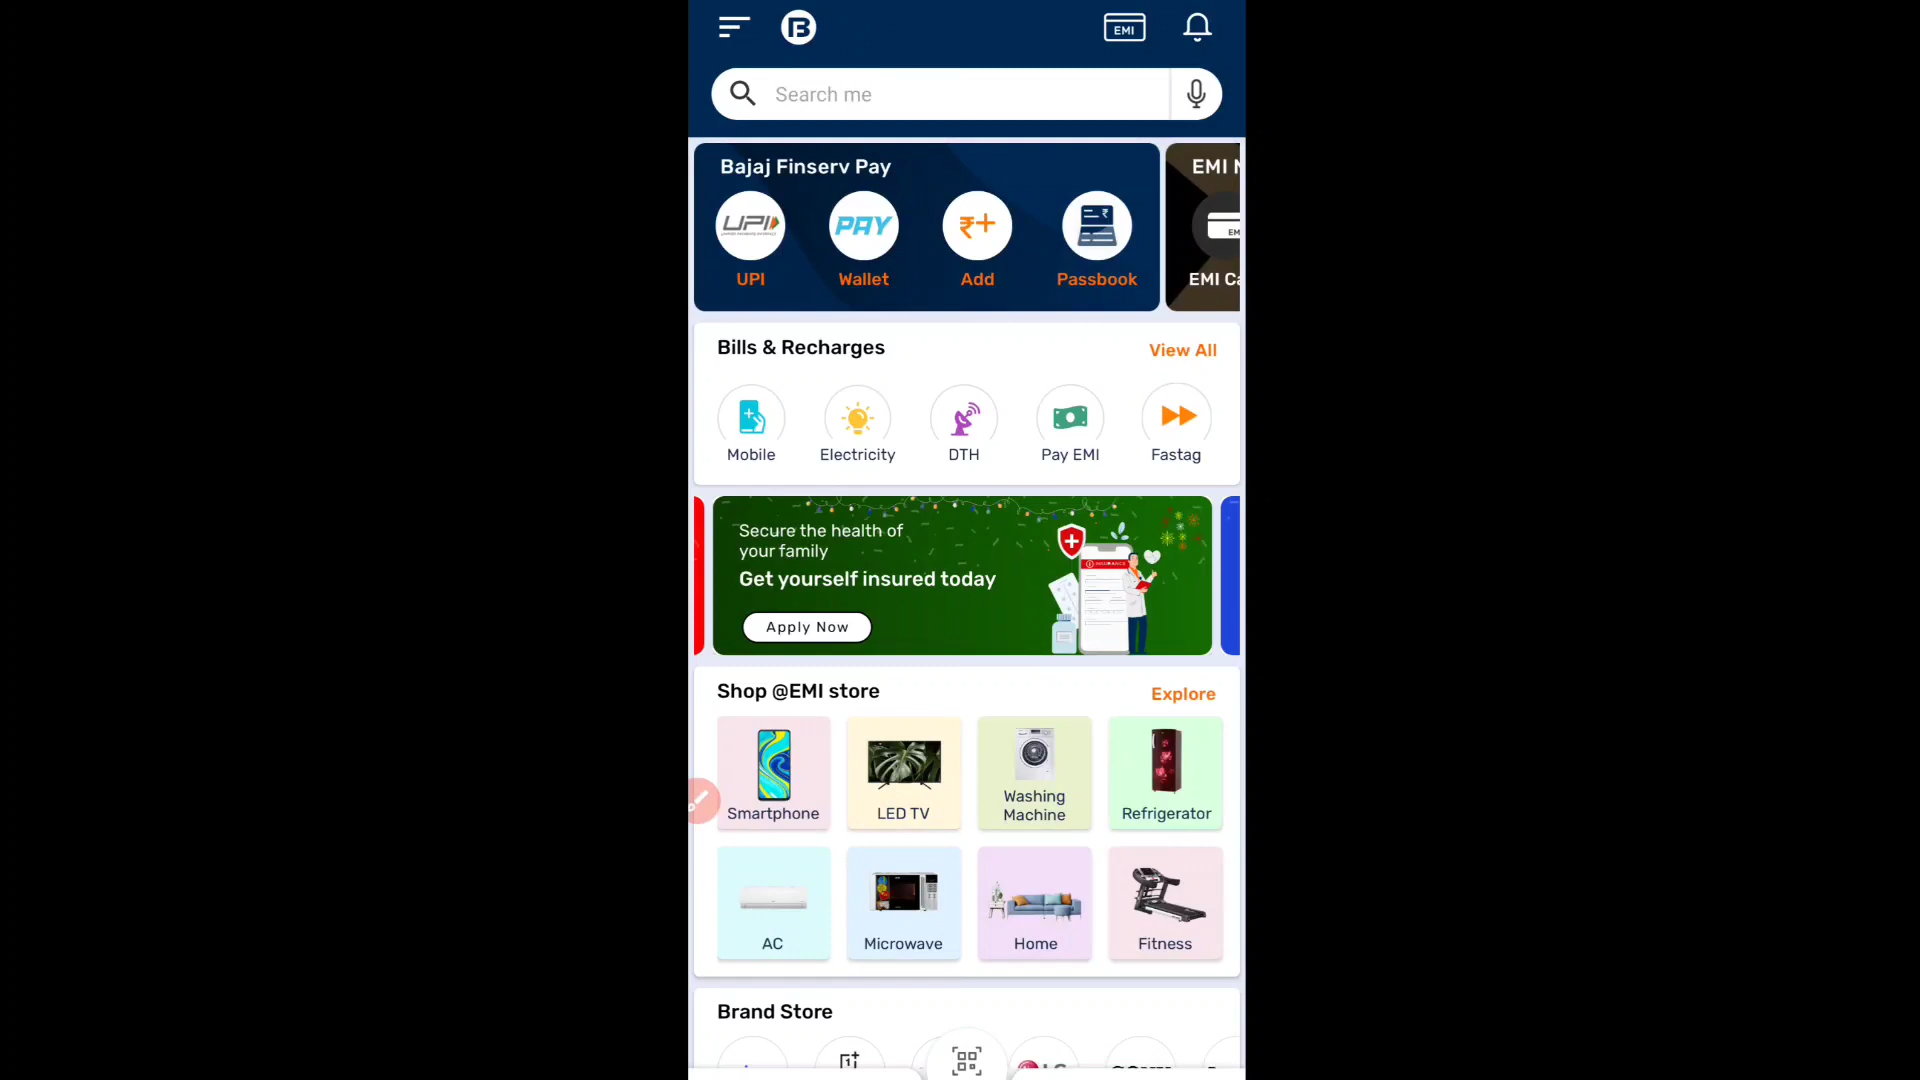 EMI
Search me
Bajaj Finserv Pay
EMI
UPI
PAY
₹+
₹
UPI
Wallet
Add
Passbook
EMI
Bills & Recharges
View All
Mobile
Electricity
DTH
Pay EMI
Fastag
Secure the health of
your family
Get yourself insured today
Apply Now
Shop @EMI store
Explore
Smartphone
LED TV
Washing
Machine
Refrigerator
AC
Microwave
Home
Fitness
Brand Store